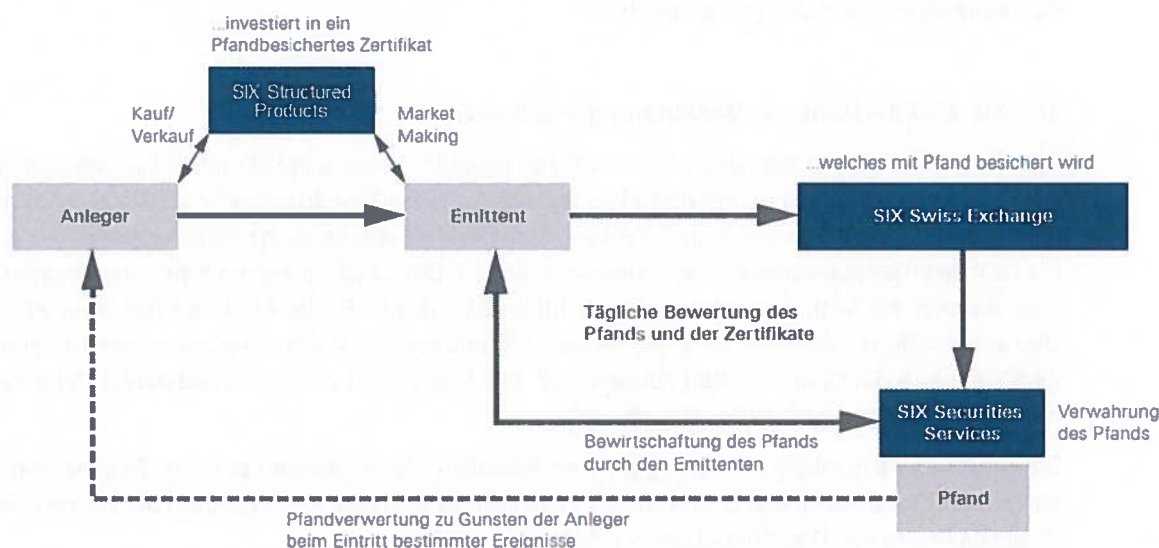 ...investiert in ein
Pfandbesichertes Zertifikat
SIX Structured
Products
Kauf/
Verkauf
Market
Making
...welches mit Pfand besichert wird
Anleger
Emittent
SIX Swiss Exchange
Tägliche Bewertung des
Pfands und der Zertifikate
SIX Securities
Services
Verwahrung
des Pfands
Bewirtschaftung des Pfands
durch den Emittenten
Pfand
Pfandverwertung zu Gunsten der Anleger
beim Eintritt bestimmter Ereignisse